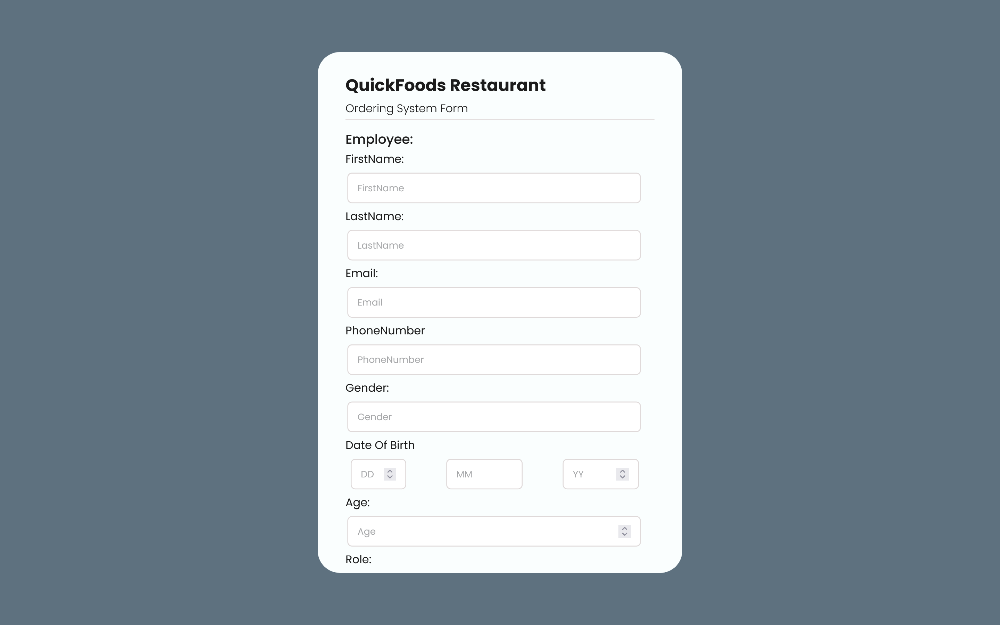 QuickFoods Restaurant
Ordering System Form
Employee:
FirstName:
FirstName
LastName:
LastName
Email:
Email
PhoneNumber
PhoneNumber
Gender:
Gender
Date Of Birth
DD MM YY
Age:
Age
Role: